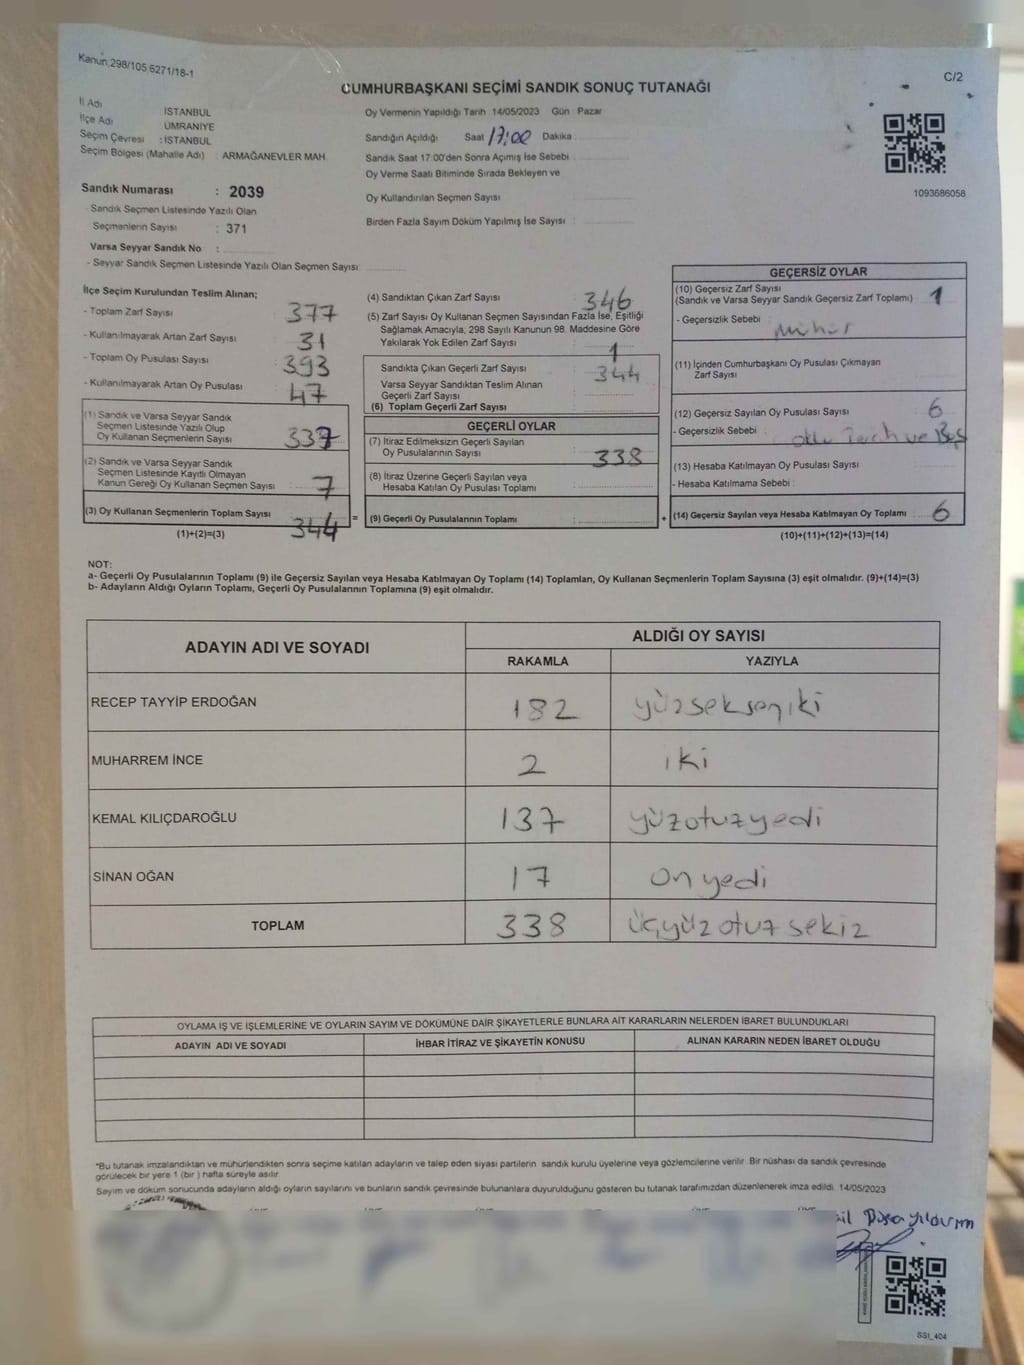 Kanun,298/105,6271/18-1
C/2
CUMHURBAŞKANI SEÇİMİ SANDIK SONUÇ TUTANAĞI
İl Adı İSTANBUL
İlçe Adı ÜMRANİYE
Seçim Çevresi : İSTANBUL
Seçim Bölgesi (Mahalle Adı) : ARMAĞANEVLER MAH.
Sandık Numarası : 2039
- Sandık Seçmen Listesinde Yazılı Olan
Seçmenlerin Sayısı : 371
Varsa Seyyar Sandık No :
- Seyyar Sandık Seçmen Listesinde Yazılı Olan Seçmen Sayısı:
Oy Vermenin Yapıldığı Tarih 14/05/2023 Gün : Pazar
Sandığın Açıldığı Saat 17:00 Dakika
Sandık Saat 17:00'den Sonra Açımış İse Sebebi
Oy Verme Saati Bitiminde Sırada Bekleyen ve
Oy Kullandırılan Seçmen Sayısı
Birden Fazla Sayım Döküm Yapılmış İse Sayısı :
1093686058
İlçe Seçim Kurulundan Teslim Alınan;
- Toplam Zarf Sayısı 377
- Kullanılmayarak Artan Zarf Sayısı 31
- Toplam Oy Pusulası Sayısı 393
- Kullanılmayarak Artan Oy Pusulası 47
(1) Sandık ve Varsa Seyyar Sandık
Seçmen Listesinde Yazılı Olup
Oy Kullanan Seçmenlerin Sayısı 337
(2) Sandık ve Varsa Seyyar Sandık
Seçmen Listesinde Kayıtlı Olmayan
Kanun Gereği Oy Kullanan Seçmen Sayısı : 7
(3) Oy Kullanan Seçmenlerin Toplam Sayısı 344
(1)+(2)=(3)
=
(4) Sandıktan Çıkan Zarf Sayısı 346
(5) Zarf Sayısı Oy Kullanan Seçmen Sayısından Fazla İse, Eşitliği
Sağlamak Amacıyla, 298 Sayılı Kanunun 98. Maddesine Göre
Yakılarak Yok Edilen Zarf Sayısı 1
Sandıkta Çıkan Geçerli Zarf Sayısı : 344
Varsa Seyyar Sandıktan Teslim Alınan
Geçerli Zarf Sayısı
(6) Toplam Geçerli Zarf Sayısı
GEÇERLİ OYLAR
(7) İtiraz Edilmeksizin Geçerli Sayılan
Oy Pusulalarının Sayısı : 338
(8) İtiraz Üzerine Geçerli Sayılan veya
Hesaba Katılan Oy Pusulası Toplamı :
(9) Geçerli Oy Pusulalarının Toplamı :
+
GEÇERSİZ OYLAR
(10) Geçersiz Zarf Sayısı
(Sandık ve Varsa Seyyar Sandık Geçersiz Zarf Toplamı) 1
- Geçersizlik Sebebi : Mühür
(11) İçinden Cumhurbaşkanı Oy Pusulası Çıkmayan
Zarf Sayısı
(12) Geçersiz Sayılan Oy Pusulası Sayısı 6
- Geçersizlik Sebebi : ve Boş
(13) Hesaba Katılmayan Oy Pusulası Sayısı
- Hesaba Katılmama Sebebi :
(14) Geçersiz Sayılan veya Hesaba Katılmayan Oy Toplamı 6
(10)+(11)+(12)+(13)=(14)
NOT:
a- Geçerli Oy Pusulalarının Toplamı (9) ile Geçersiz Sayılan veya Hesaba Katılmayan Oy Toplamı (14) Toplamları, Oy Kullanan Seçmenlerin Toplam Sayısına (3) eşit olmalıdır. (9)+(14)=(3)
b- Adayların Aldığı Oyların Toplamı, Geçerli Oy Pusulalarının Toplamına (9) eşit olmalıdır.
ADAYIN ADI VE SOYADI ALDIĞI OY SAYISI
RAKAMLA YAZIYLA
RECEP TAYYİP ERDOĞAN 182 yüzsekseniki
MUHARREM İNCE 2 iki
KEMAL KILIÇDAROĞLU 137 yüzotuzyedi
SİNAN OĞAN 17 on yedi
TOPLAM 338 üçyüz otuz sekiz
OYLAMA İŞ VE İŞLEMLERİNE VE OYLARIN SAYIM VE DÖKÜMÜNE DAİR ŞİKAYETLERLE BUNLARA AİT KARARLARIN NELERDEN İBARET BULUNDUKLARI
ADAYIN ADI VE SOYADI İHBAR İTİRAZ VE ŞİKAYETİN KONUSU ALINAN KARARIN NEDEN İBARET OLDUĞU
*Bu tutanak imzalandıktan ve mühürlendikten sonra seçime katılan adayların ve talep eden siyasi partilerin sandık kurulu üyelerine veya gözlemcilerine verilir. Bir nüshası da sandık çevresinde
görülecek bir yere 1 (bir ) hafta süreyle asılır.
Sayım ve döküm sonucunda adayların aldığı oyların sayılarını ve bunların sandık çevresinde bulunanlara duyurulduğunu gösteren bu tutanak tarafımızdan düzenlenerek imza edildi. 14/05/2023
SSI_404